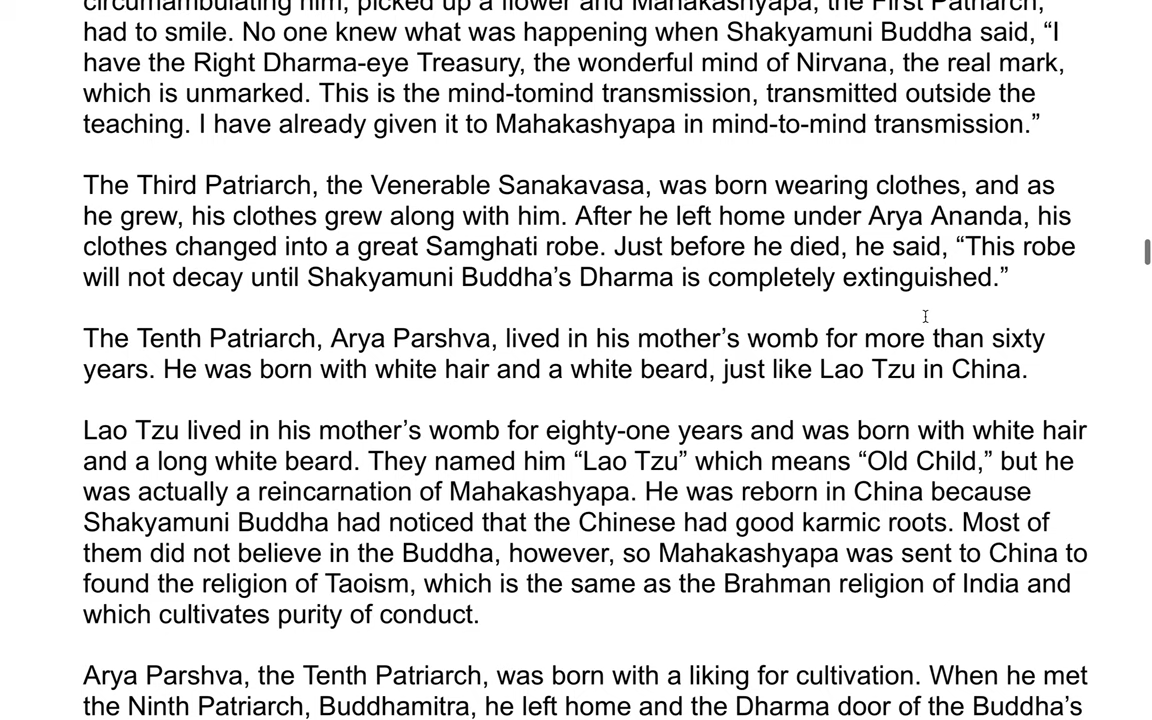 circumambulating him, picked up a flower and Mahakashyapa, the First Patriarch,
had to smile. No one knew what was happening when Shakyamuni Buddha said, “I
have the Right Dharma-eye Treasury, the wonderful mind of Nirvana, the real mark,
which is unmarked. This is the mind-tomind transmission, transmitted outside the
teaching. I have already given it to Mahakashyapa in mind-to-mind transmission.”
The Third Patriarch, the Venerable Sanakavasa, was born wearing clothes, and as
he grew, his clothes grew along with him. After he left home under Arya Ananda, his
clothes changed into a great Samghati robe. Just before he died, he said, “This robe
will not decay until Shakyamuni Buddha’s Dharma is completely extinguished.”
The Tenth Patriarch, Arya Parshva, lived in his mother’s womb for more than sixty
years. He was born with white hair and a white beard, just like Lao Tzu in China.
Lao Tzu lived in his mother’s womb for eighty-one years and was born with white hair
and a long white beard. They named him “Lao Tzu” which means “Old Child,” but he
was actually a reincarnation of Mahakashyapa. He was reborn in China because
Shakyamuni Buddha had noticed that the Chinese had good karmic roots. Most of
them did not believe in the Buddha, however, so Mahakashyapa was sent to China to
found the religion of Taoism, which is the same as the Brahman religion of India and
which cultivates purity of conduct.
Arya Parshva, the Tenth Patriarch, was born with a liking for cultivation. When he met
the Ninth Patriarch, Buddhamitra, he left home and the Dharma door of the Buddha’s